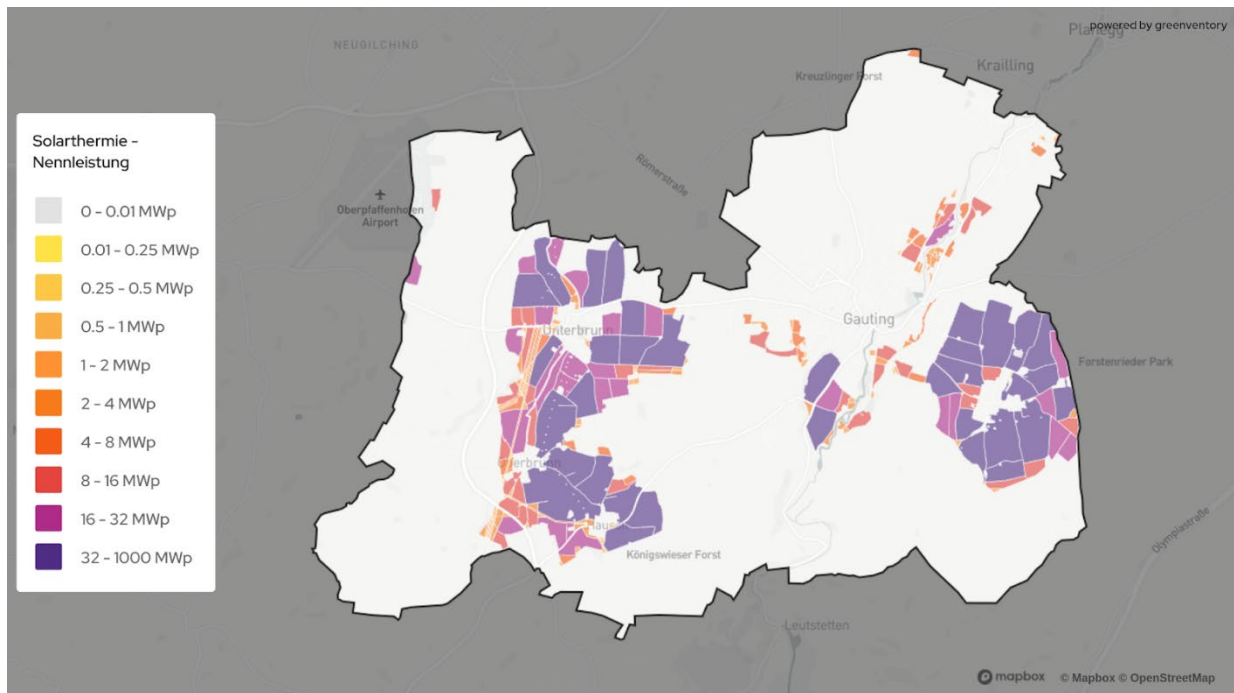 powered by greenventory
Planegg
NEUGILCHING
Krailling
Kreuzlinger Forst
Solarthermie -
Nennleistung
Römerstraße
0 - 0.01 MWp
Oberpfaffenhofen
Airport
0.01 - 0.25 MWp
0.25 - 0.5 MWp
0.5 - 1 MWp
Unterbrunn
Gauting
1 - 2 MWp
Forstenrieder Park
2 - 4 MWp
4 - 8 MWp
8 - 16 MWp
16 - 32 MWp
32 - 1000 MWp
Königswieser Forst
Olympiastraße
Leutstetten
mapbox
© Mapbox © OpenStreetMap